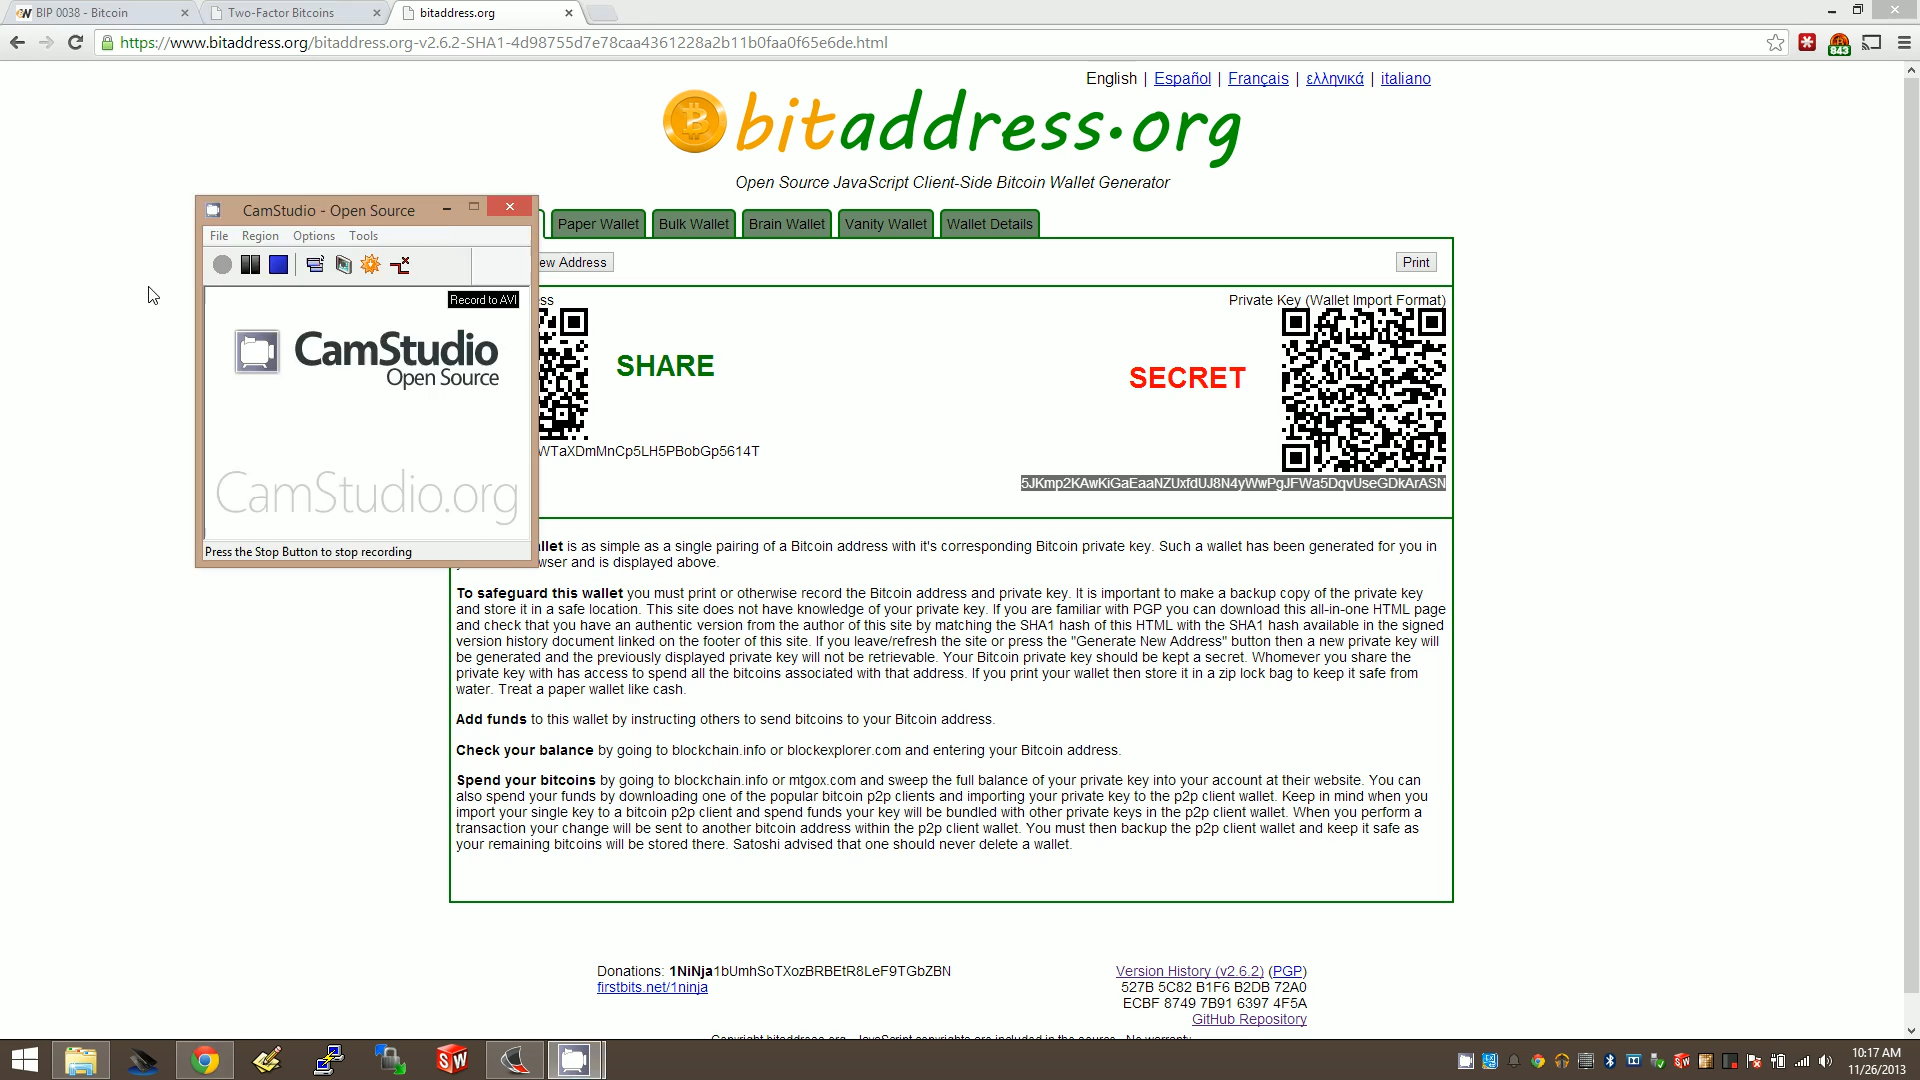 BIP 0038 - Bitcoin
Two-Factor Bitcoins
bitaddress.org
https://www.bitaddress.org/bitaddress.org-v2.6.2-SHA1-4d98755d7e78caa4361228a2b11b0faa0f65e6de.html
843
English | Español | Français | ελληνικά | italiano
bitaddress.org
Open Source JavaScript Client-Side Bitcoin Wallet Generator
CamStudio - Open Source
File Region Options Tools
Record to AVI
CamStudio
Open Source
CamStudio.org
Press the Stop Button to stop recording
Paper Wallet
Bulk Wallet
Brain Wallet
Vanity Wallet
Wallet Details
ew Address
Print
ss
Private Key (Wallet Import Format)
SHARE
SECRET
WTaXDmMnCp5LH5PBobGp5614T
5JKmp2KAwKiGaEaaNZUxfdUJ8N4yWwPgJFWa5DqvUseGDkArASN
llet is as simple as a single pairing of a Bitcoin address with it's corresponding Bitcoin private key. Such a wallet has been generated for you in
wser and is displayed above.
To safeguard this wallet you must print or otherwise record the Bitcoin address and private key. It is important to make a backup copy of the private key
and store it in a safe location. This site does not have knowledge of your private key. If you are familiar with PGP you can download this all-in-one HTML page
and check that you have an authentic version from the author of this site by matching the SHA1 hash of this HTML with the SHA1 hash available in the signed
version history document linked on the footer of this site. If you leave/refresh the site or press the "Generate New Address" button then a new private key will
be generated and the previously displayed private key will not be retrievable. Your Bitcoin private key should be kept a secret. Whomever you share the
private key with has access to spend all the bitcoins associated with that address. If you print your wallet then store it in a zip lock bag to keep it safe from
water. Treat a paper wallet like cash.
Add funds to this wallet by instructing others to send bitcoins to your Bitcoin address.
Check your balance by going to blockchain.info or blockexplorer.com and entering your Bitcoin address.
Spend your bitcoins by going to blockchain.info or mtgox.com and sweep the full balance of your private key into your account at their website. You can
also spend your funds by downloading one of the popular bitcoin p2p clients and importing your private key to the p2p client wallet. Keep in mind when you
import your single key to a bitcoin p2p client and spend funds your key will be bundled with other private keys in the p2p client wallet. When you perform a
transaction your change will be sent to another bitcoin address within the p2p client wallet. You must then backup the p2p client wallet and keep it safe as
your remaining bitcoins will be stored there. Satoshi advised that one should never delete a wallet.
Donations: 1NiNja1bUmhSoTXozBRBEtR8LeF9TGbZBN
firstbits.net/1ninja
Version History (v2.6.2) (PGP)
527B 5C82 B1F6 B2DB 72A0
ECBF 8749 7B91 6397 4F5A
GitHub Repository
Copyright bitaddress.org. JavaScript copyrights are included in the source. No warranty.
SW
10:17 AM
11/26/2013